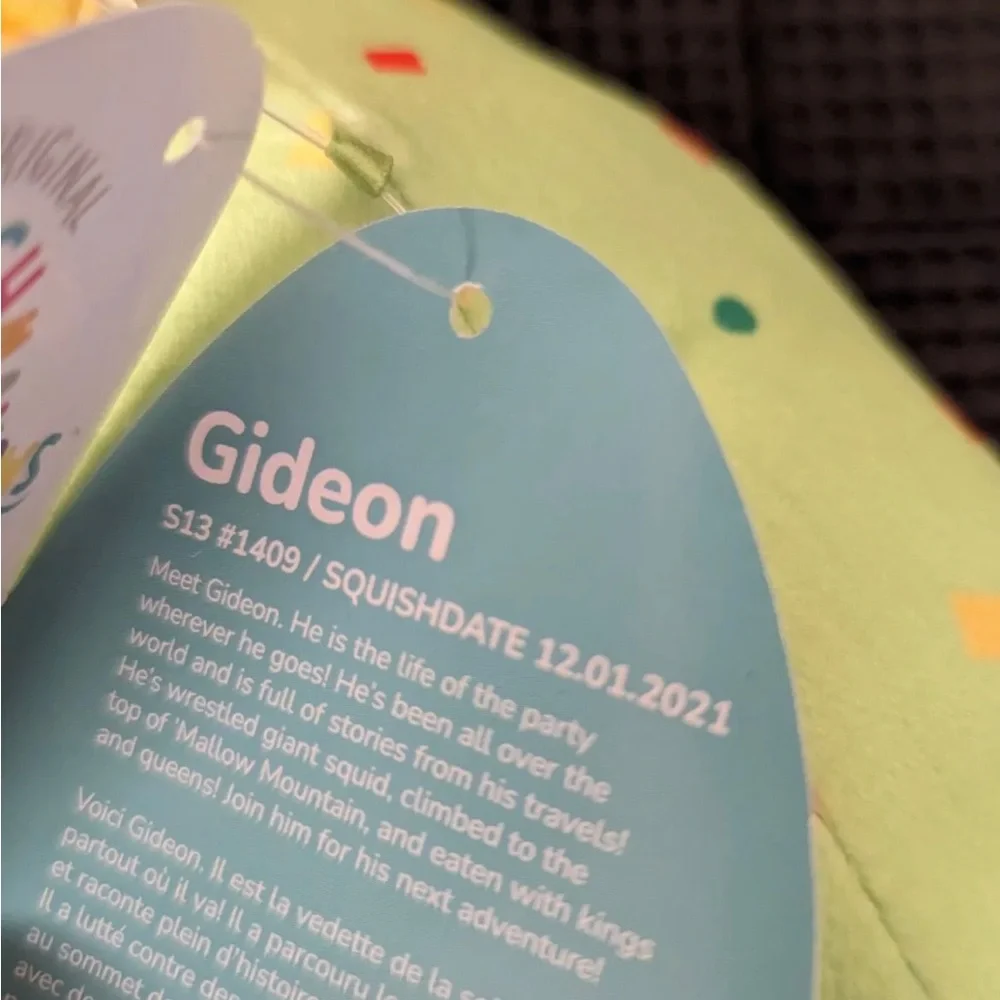 ORIGINAL
Gideon
S13 #1409 / SQUISHDATE 12.01.2021
Meet Gideon. He is the life of the party
wherever he goes! He's been all over the
world and is full of stories from his travels!
He's wrestled giant squid, climbed to the
top of 'Mallow Mountain, and eaten with kings
and queens! Join him for his next adventure!
Voici Gideon. Il est la vedette de la
partout où il va! Il a parcouru
et raconte plein d'histoire
Il a lutté contre
au sommet
avec